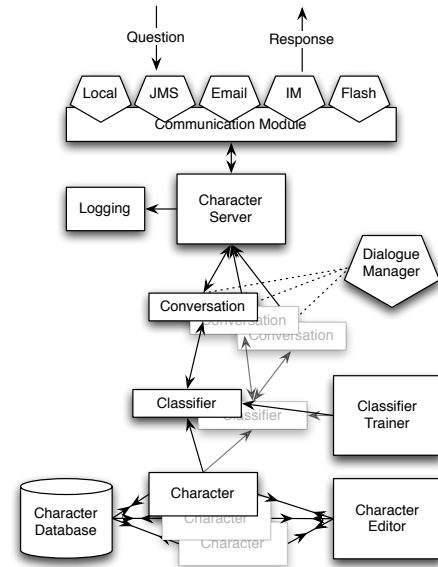 Question
Response
Local
JMS
Email
IM
Flash
Communication Module
Logging
Character
Server
Dialogue
Manager
Conversation
Conversation
Conversation
Classifier
Classifier
Classifier
Trainer
Character
Character
Character
Character
Database
Character
Editor